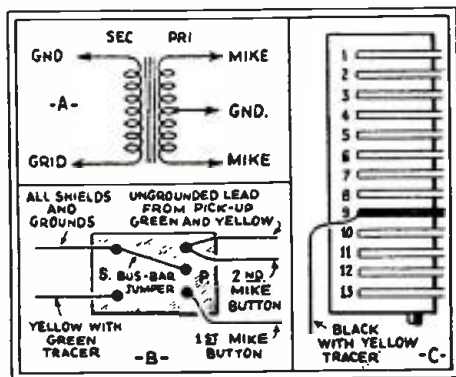 SEC PRI
GND MIKE
-A- GND.
GRID MIKE
ALL SHIELDS
AND
GROUNDS
UNGROUNDED LEAD
FROM PICK-UP
GREEN AND YELLOW
S. BUS-BAR
JUMPER
P.
2 ND
MIKE
BUTTON
YELLOW WITH
GREEN
TRACER
-B-
1ST MIKE
BUTTON
1
2
3
4
5
6
7
8
9
10
11
12
13
BLACK
WITH YELLOW
TRACER
-C-